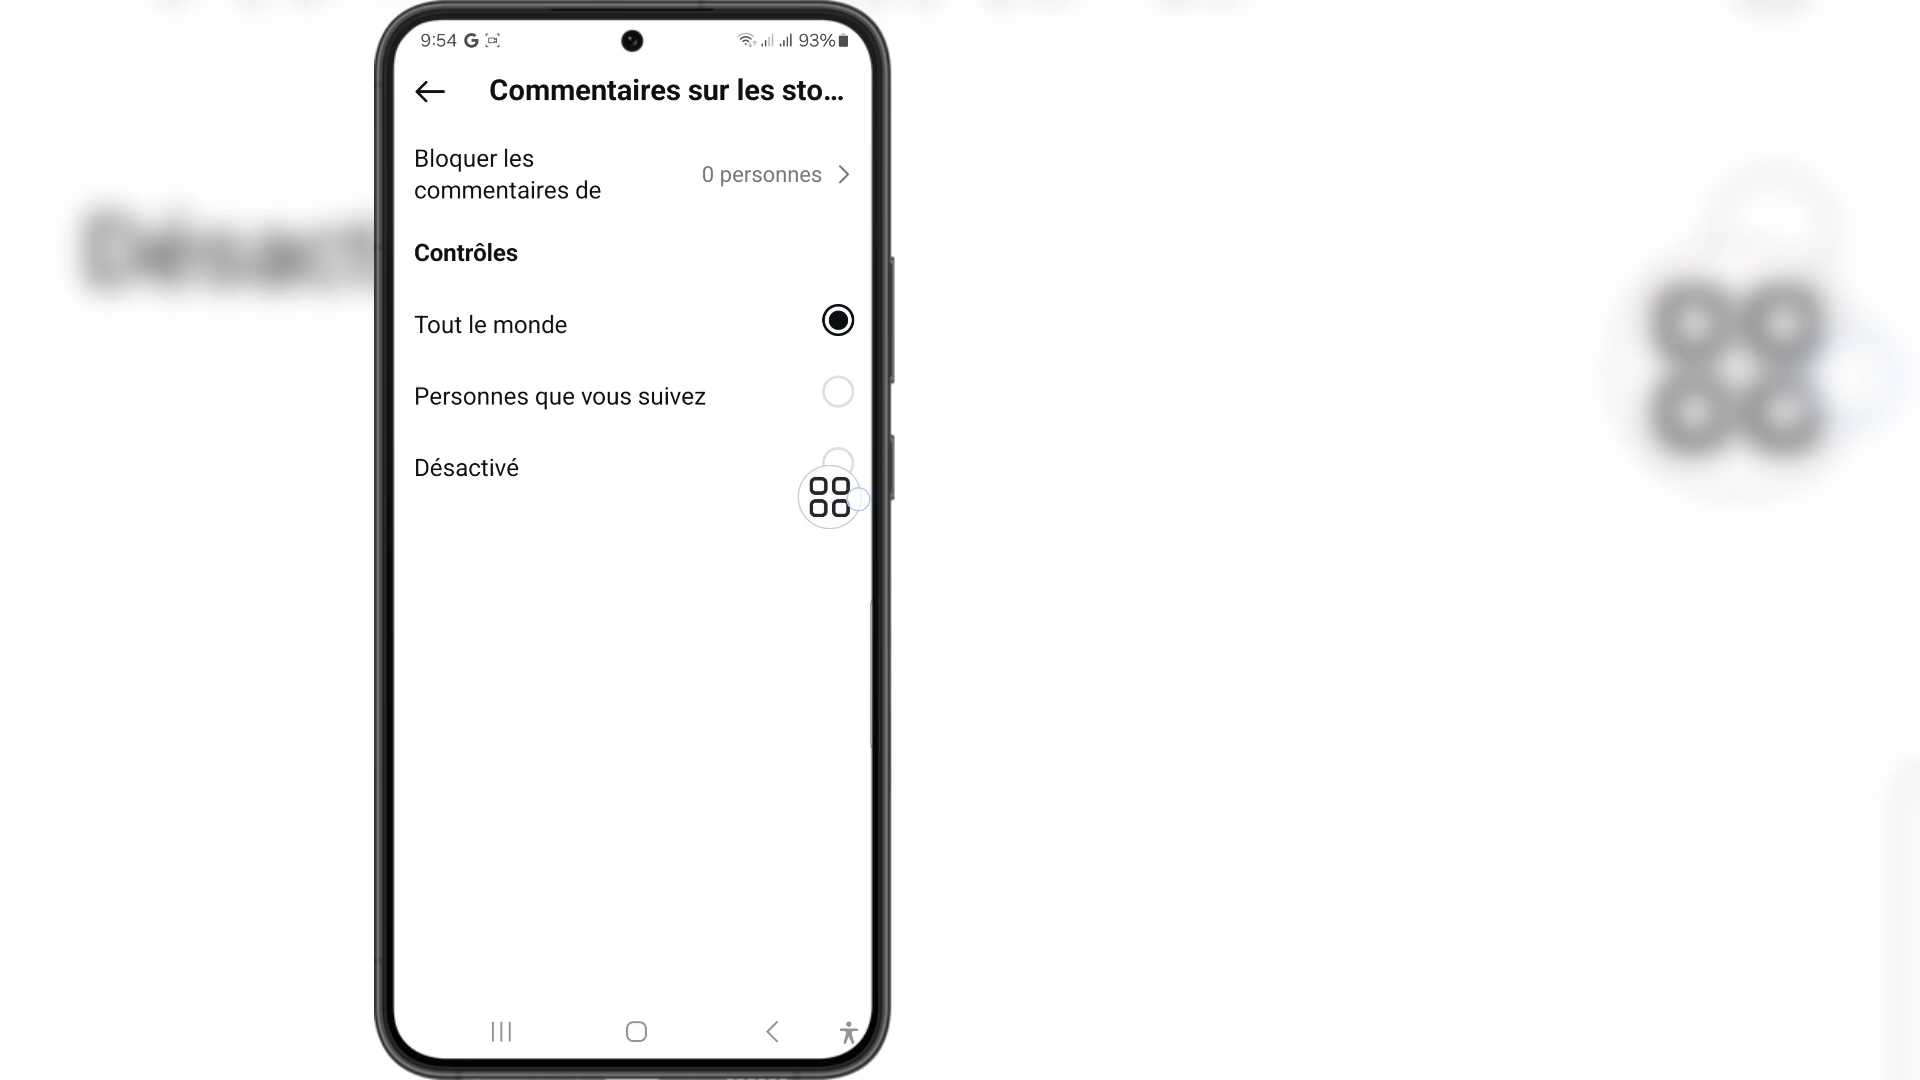 9:54 G 93%
Commentaires sur les sto...
Bloquer les
commentaires de
0 personnes
Contrôles
Tout le monde
Personnes que vous suivez
Désactivé
Désact